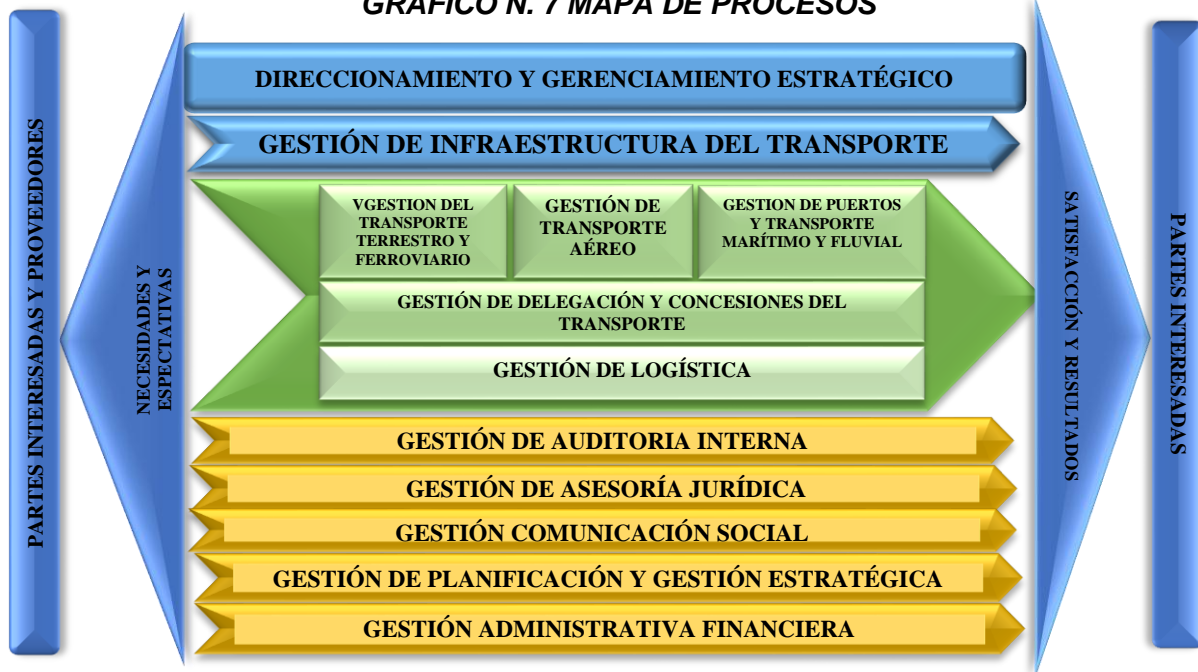 GRÁFICO N. 7 MAPA DE PROCESOS
PARTES INTERESADAS Y PROVEEDORES
NECESIDADES Y
ESPECTATIVAS
DIRECCIONAMIENTO Y GERENCIAMIENTO ESTRATÉGICO
GESTIÓN DE INFRAESTRUCTURA DEL TRANSPORTE
VGESTION DEL
TRANSPORTE
TERRESTRO Y
FERROVIARIO
GESTIÓN DE
TRANSPORTE
AÉREO
GESTION DE PUERTOS
Y TRANSPORTE
MARÍTIMO Y FLUVIAL
GESTIÓN DE DELEGACIÓN Y CONCESIONES DEL
TRANSPORTE
GESTIÓN DE LOGÍSTICA
GESTIÓN DE AUDITORIA INTERNA
GESTIÓN DE ASESORÍA JURÍDICA
GESTIÓN COMUNICACIÓN SOCIAL
GESTIÓN DE PLANIFICACIÓN Y GESTIÓN ESTRATÉGICA
GESTIÓN ADMINISTRATIVA FINANCIERA
SATISFACCIÓN Y RESULTADOS
PARTES INTERESADAS